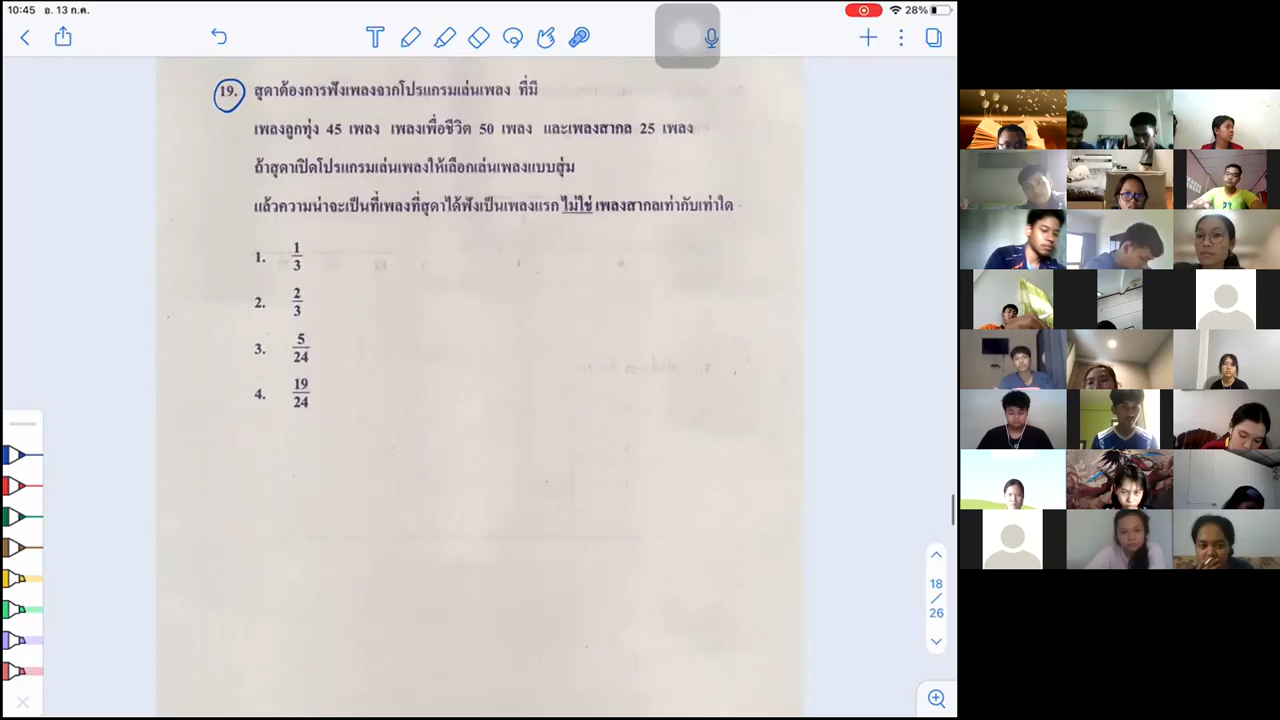 10:45 อ. 13 ก.ค.
28%
19. สุดาต้องการฟังเพลงจากโปรแกรมเล่นเพลง ที่มี
เพลงลูกทุ่ง 45 เพลง เพลงเพื่อชีวิต 50 เพลง และเพลงสากล 25 เพลง
ถ้าสุดาเปิดโปรแกรมเล่นเพลงให้เลือกเล่นเพลงแบบสุ่ม
แล้วความน่าจะเป็นที่เพลงที่สุดาได้ฟังเป็นเพลงแรก ไม่ใช่ เพลงสากลเท่ากับเท่าใด
1. 1/3
2. 2/3
3. 5/24
4. 19/24
18
/
26